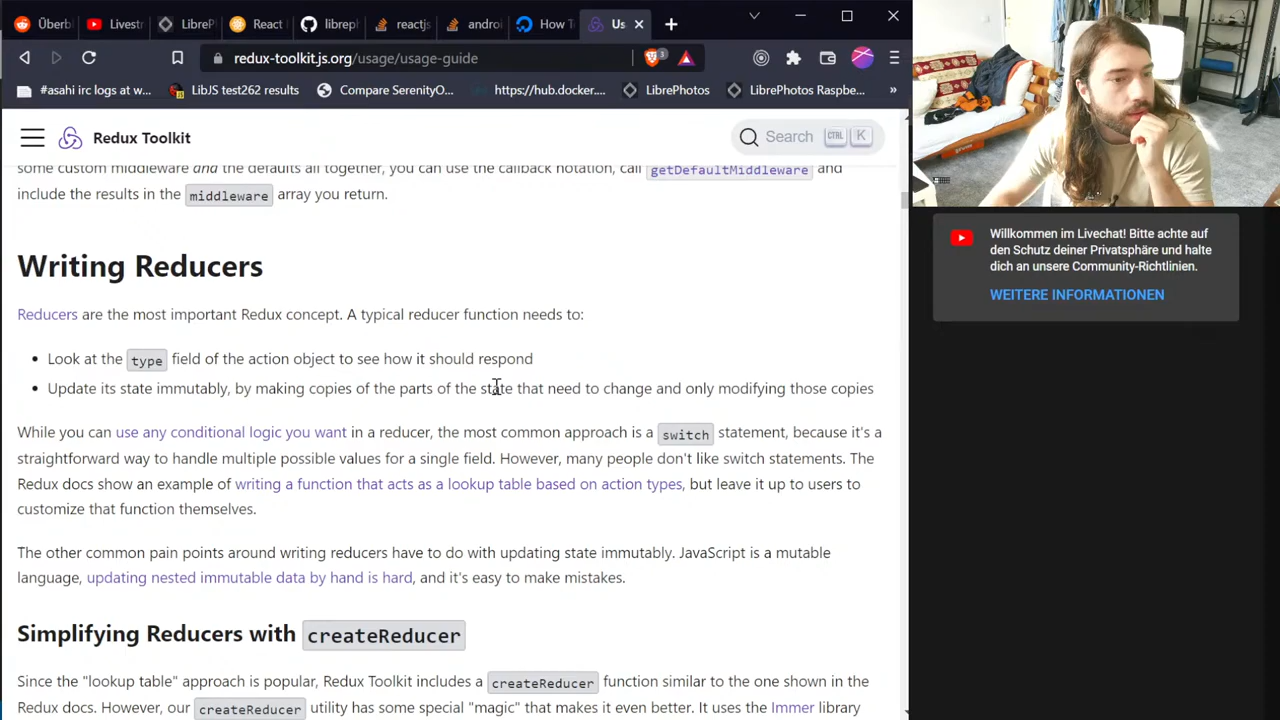 Überl
Livestr
LibreP
React
librep
reactjs
andro
How T
Us
redux-toolkit.js.org/usage/usage-guide
3
#asahi irc logs at w...
LibJS test262 results
Compare SerenityO...
https://hub.docker....
LibrePhotos
LibrePhotos Raspbe...
»
Redux Toolkit
Search CTRL K
some custom middleware and the defaults all together, you can use the callback notation, call getDefaultMiddleware and
include the results in the middleware array you return.
Writing Reducers
Reducers are the most important Redux concept. A typical reducer function needs to:
• Look at the type field of the action object to see how it should respond
• Update its state immutably, by making copies of the parts of the state that need to change and only modifying those copies
While you can use any conditional logic you want in a reducer, the most common approach is a switch statement, because it's a
straightforward way to handle multiple possible values for a single field. However, many people don't like switch statements. The
Redux docs show an example of writing a function that acts as a lookup table based on action types, but leave it up to users to
customize that function themselves.
The other common pain points around writing reducers have to do with updating state immutably. JavaScript is a mutable
language, updating nested immutable data by hand is hard, and it's easy to make mistakes.
Simplifying Reducers with createReducer
Since the "lookup table" approach is popular, Redux Toolkit includes a createReducer function similar to the one shown in the
Redux docs. However, our createReducer utility has some special "magic" that makes it even better. It uses the Immer library
Willkommen im Livechat! Bitte achte auf
den Schutz deiner Privatsphäre und halte
dich an unsere Community-Richtlinien.
WEITERE INFORMATIONEN